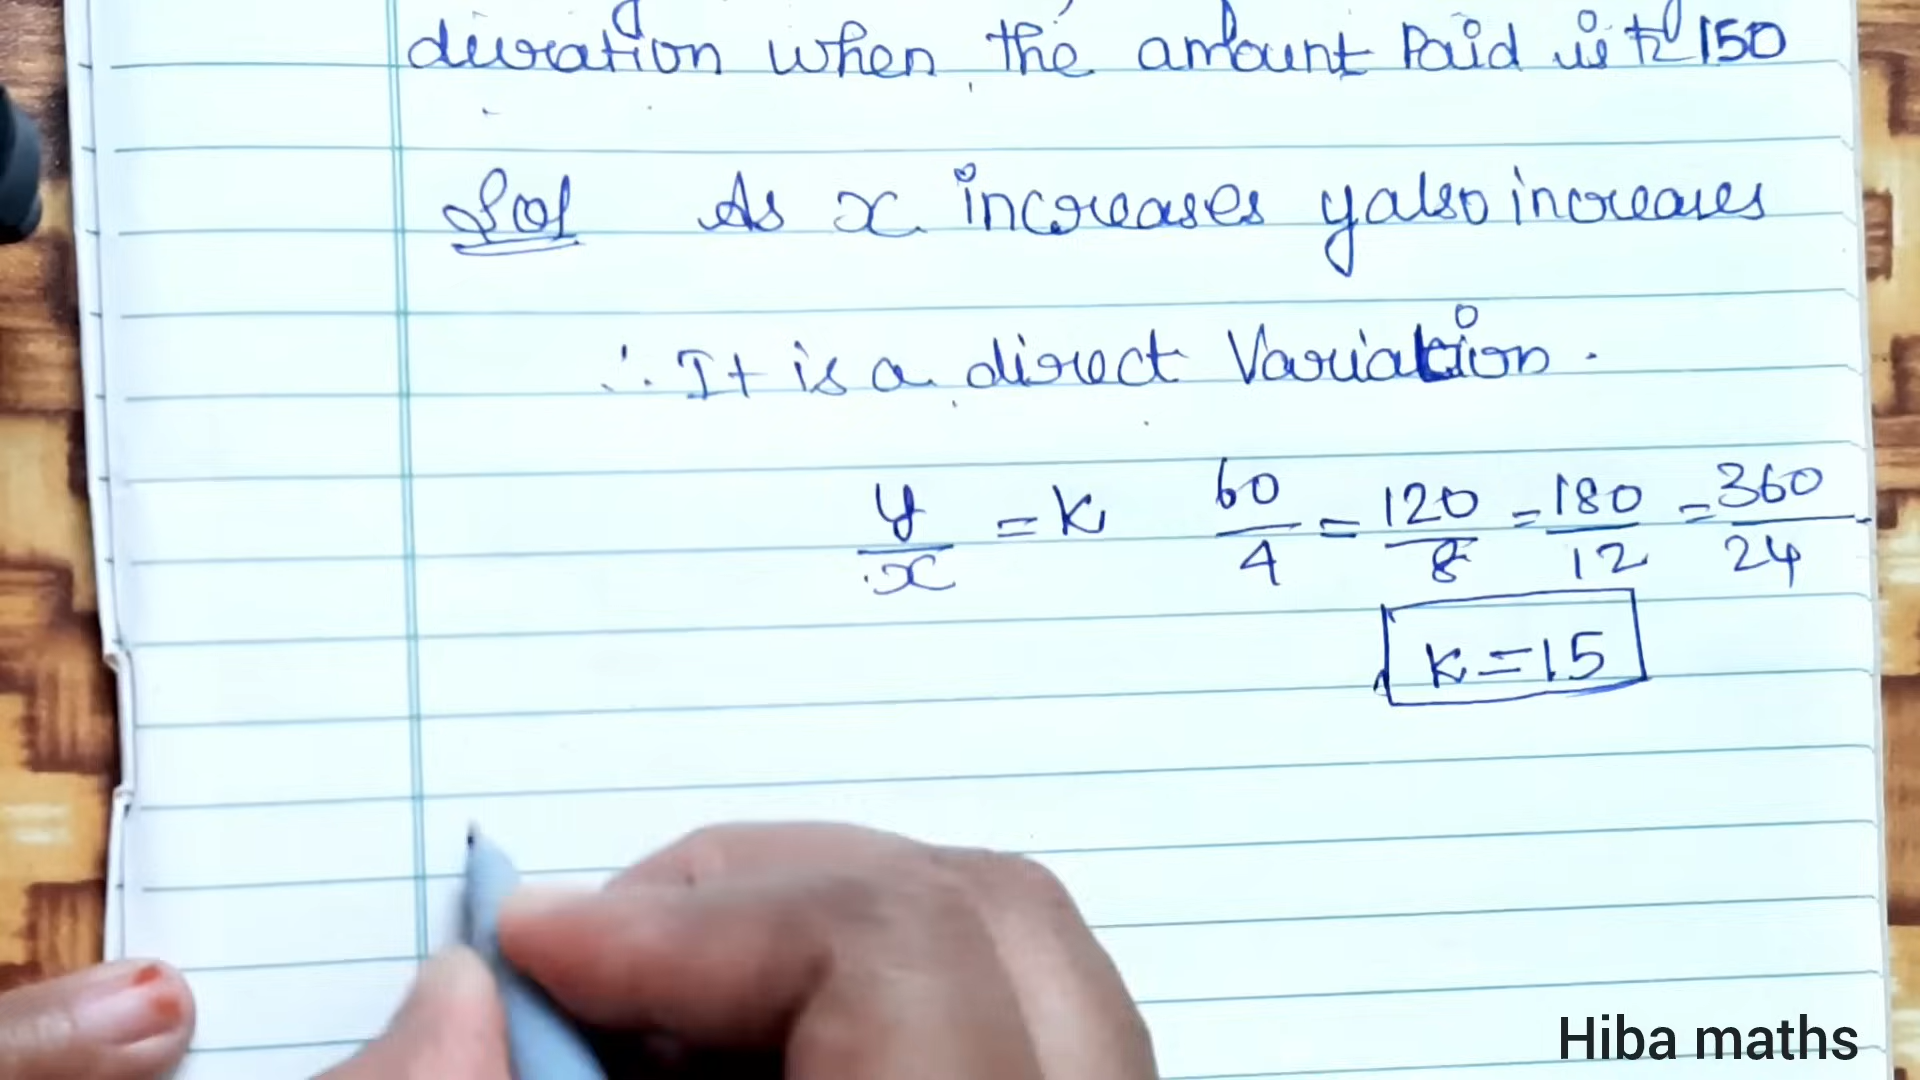 duration when the amount Paid is ₹ 150
Sol As x increases y also increases
∴ It is a direct Variation.
y/x = k 60/4 = 120/8 = 180/12 = 360/24
k = 15
Hiba maths